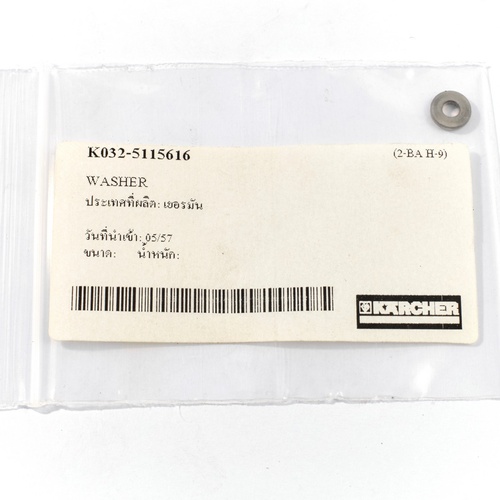 K032-5115616 (2-BA H-9)
WASHER
ประเทศที่ผลิต: เยอรมัน
วันที่นำเข้า: 05/57
ขนาด: น้ำหนัก:
KÄRCHER